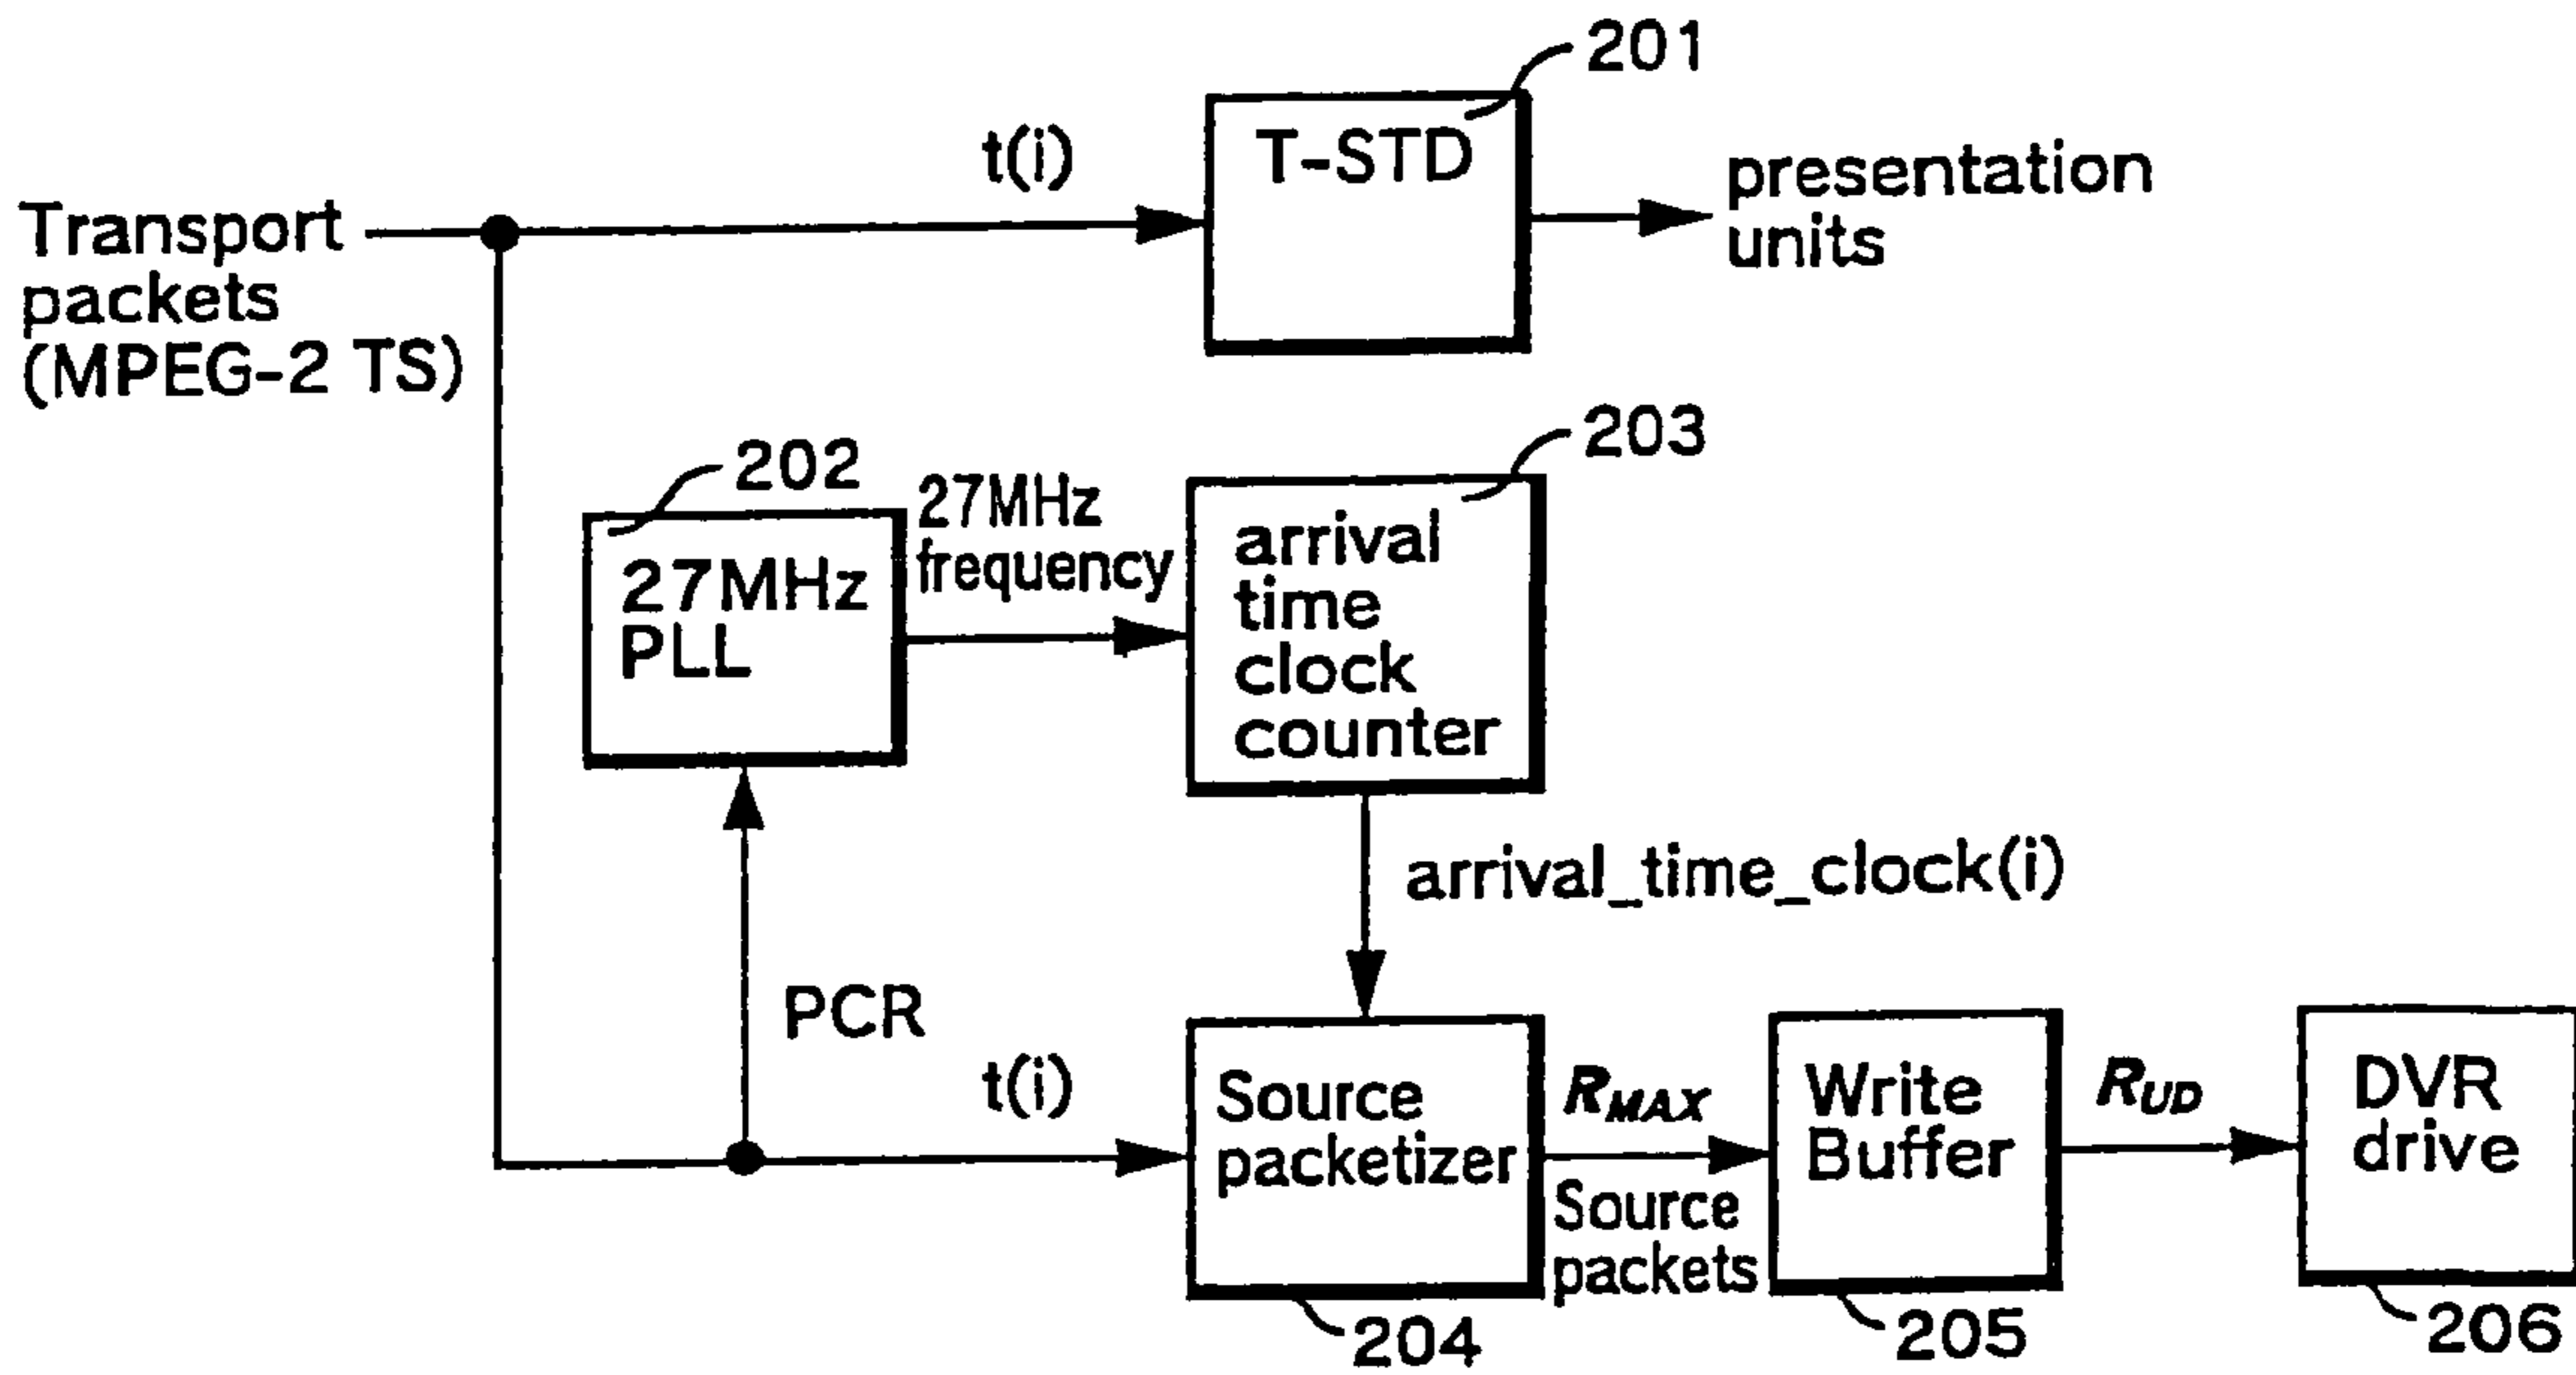 201
t(i)
T-STD
presentation
units
Transport
packets
(MPEG-2 TS)
203
202
27MHz
frequency
27MHz
PLL
arrival
time
clock
counter
arrival_time_clock(i)
PCR
t(i)
Source
packetizer
RMAX
Source
packets
Write
Buffer
RUD
DVR
drive
204
205
206